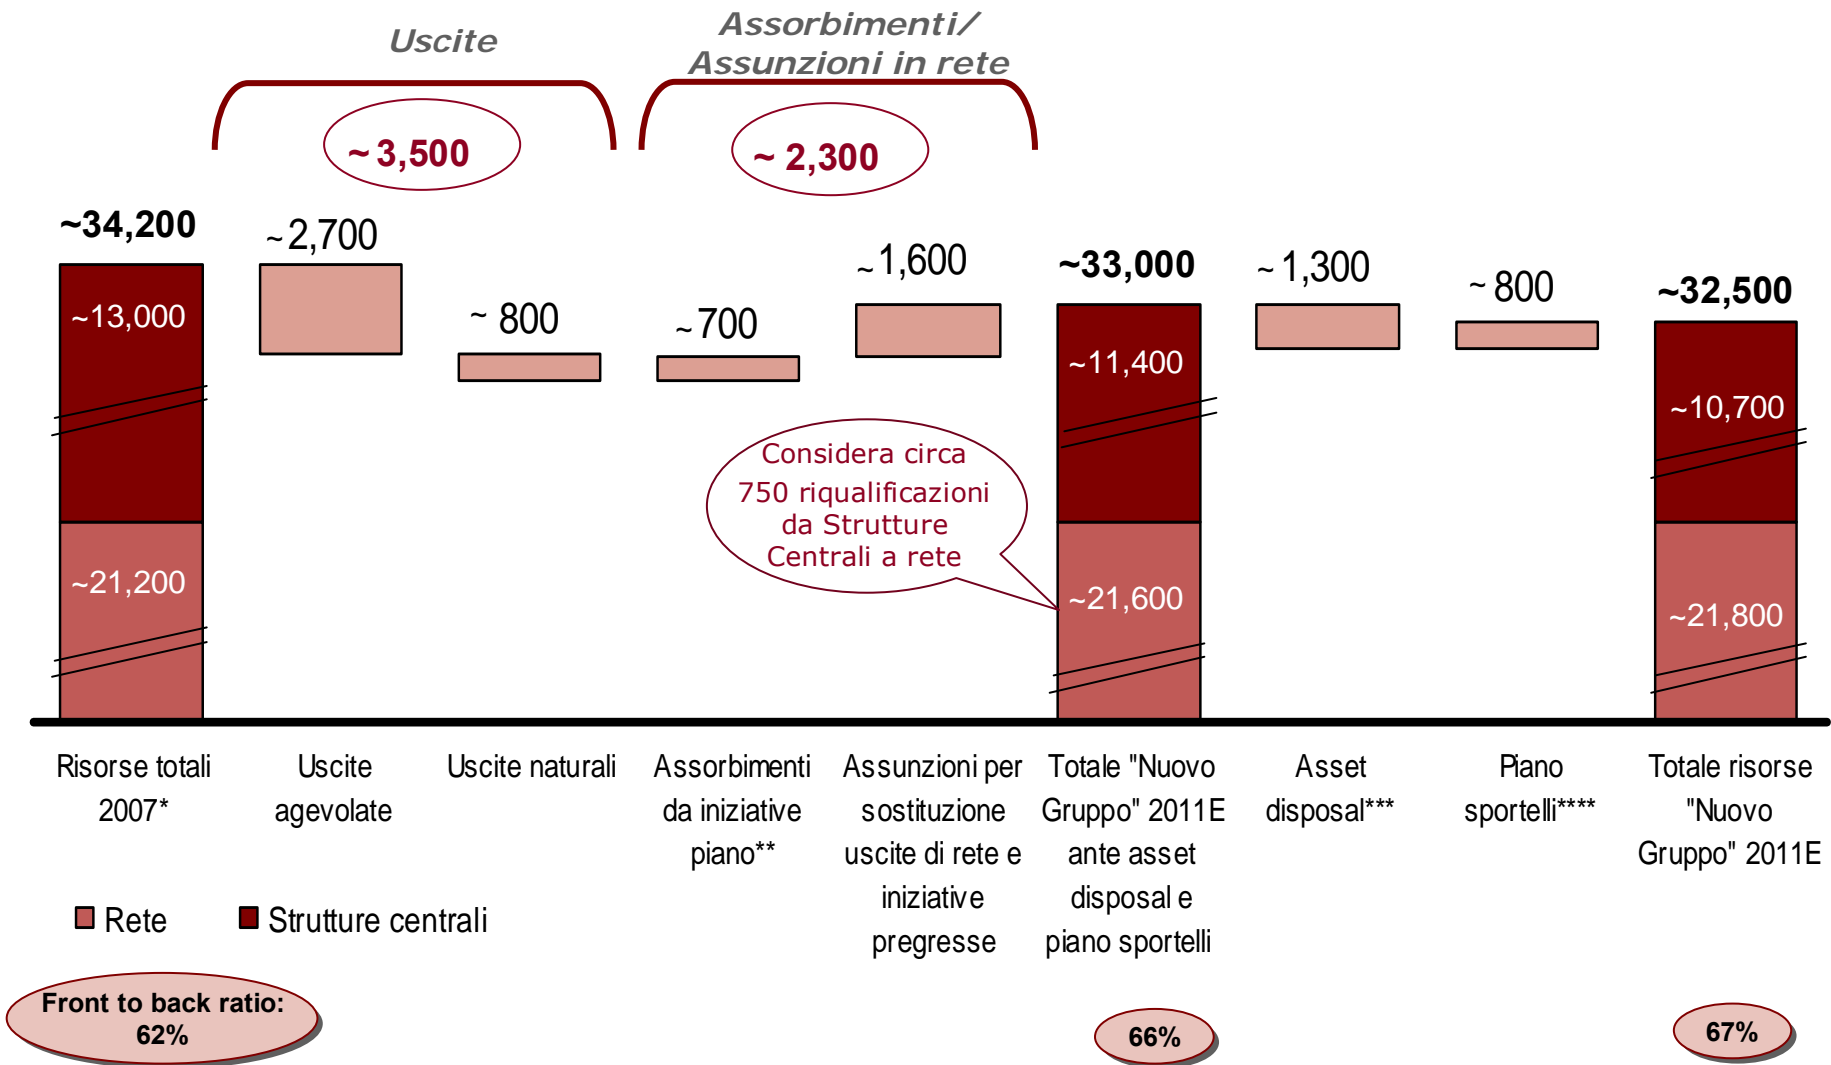 Uscite
Assorbimenti/
Assunzioni in rete
~ 3,500
~ 2,300
~34,200
~2,700
~ 800
~700
~1,600
~33,000
~1,300
~ 800
~32,500
~13,000
~11,400
~10,700
Considera circa
750 riqualificazioni
da Strutture
Centrali a rete
~21,200
~21,600
~21,800
Risorse totali
2007*
Uscite
agevolate
Uscite naturali
Assorbimenti
da iniziative
piano**
Assunzioni per
sostituzione
uscite di rete e
iniziative
pregresse
Totale "Nuovo
Gruppo" 2011E
ante asset
disposal e
piano sportelli
Asset
disposal***
Piano
sportelli****
Totale risorse
"Nuovo
Gruppo" 2011E
Rete
Strutture centrali
Front to back ratio:
62%
66%
67%